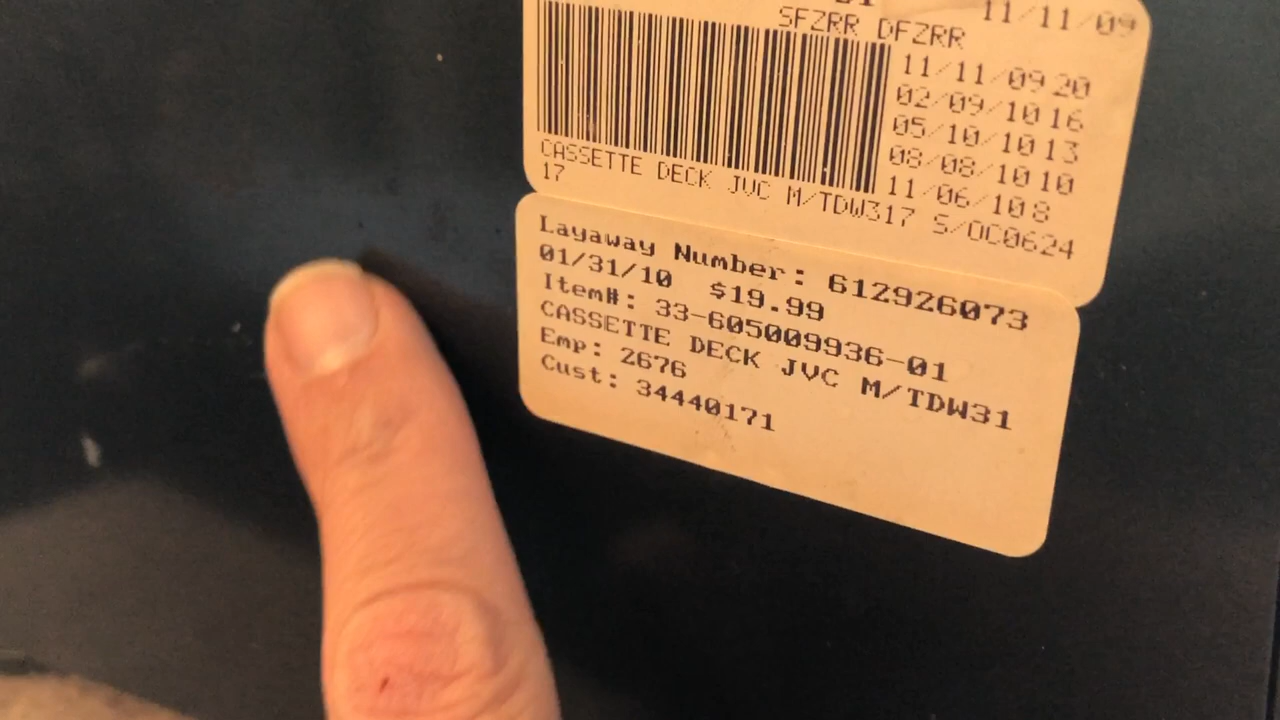 11/11/09
SFZRR DFZRR
11/11/09 20
02/09/10 16
05/10/10 13
08/08/10 10
11/06/10 8
CASSETTE DECK JVC M/TDW317 S/OC0624
17
Layaway Number: 612926073
01/31/10 $19.99
Item#: 33-605009936-01
CASSETTE DECK JVC M/TDW31
Emp: 2676
Cust: 34440171